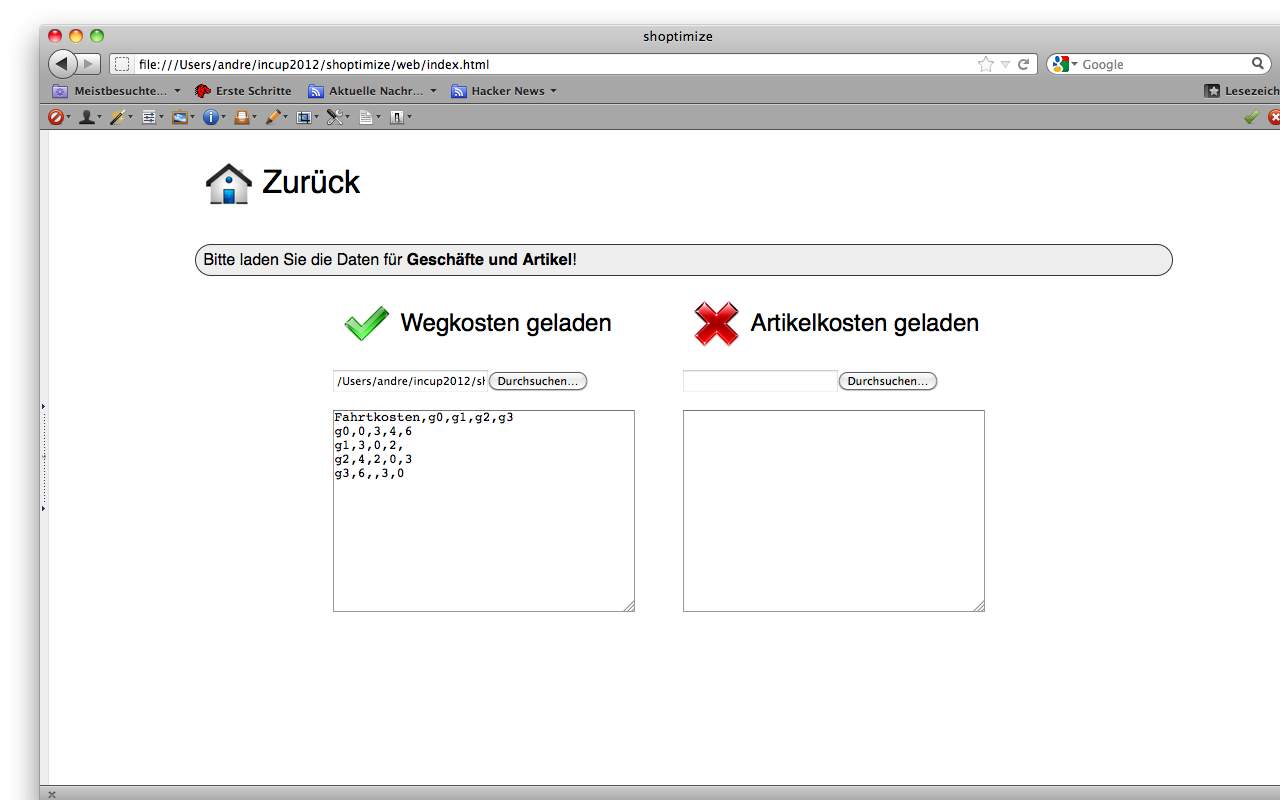 shoptimize
file:///Users/andre/incup2012/shoptimize/web/index.html
Google
Meistbesuchte... Erste Schritte Aktuelle Nachr... Hacker News Lesezeich
Zurück
Bitte laden Sie die Daten für Geschäfte und Artikel!
Wegkosten geladen Artikelkosten geladen
/Users/andre/incup2012/sh Durchsuchen... Durchsuchen...
Fahrtkosten,g0,g1,g2,g3
g0,0,3,4,6
g1,3,0,2,
g2,4,2,0,3
g3,6,,3,0